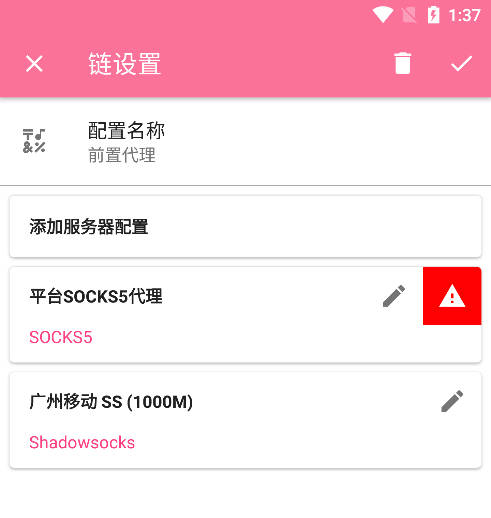 1:37
链设置
配置名称
前置代理
添加服务器配置
平台SOCKS5代理
SOCKS5
广州移动 SS (1000M)
Shadowsocks